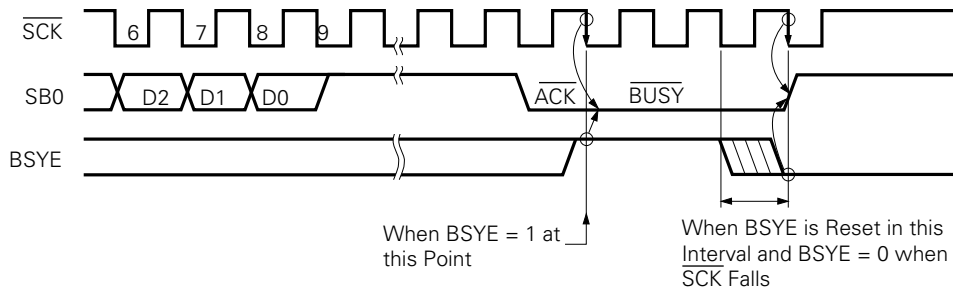 SCK 6 7 8 9
SB0 D2 D1 D0 ACK BUSY
BSYE
When BSYE = 1 at
this Point
When BSYE is Reset in this
Interval and BSYE = 0 when
SCK Falls